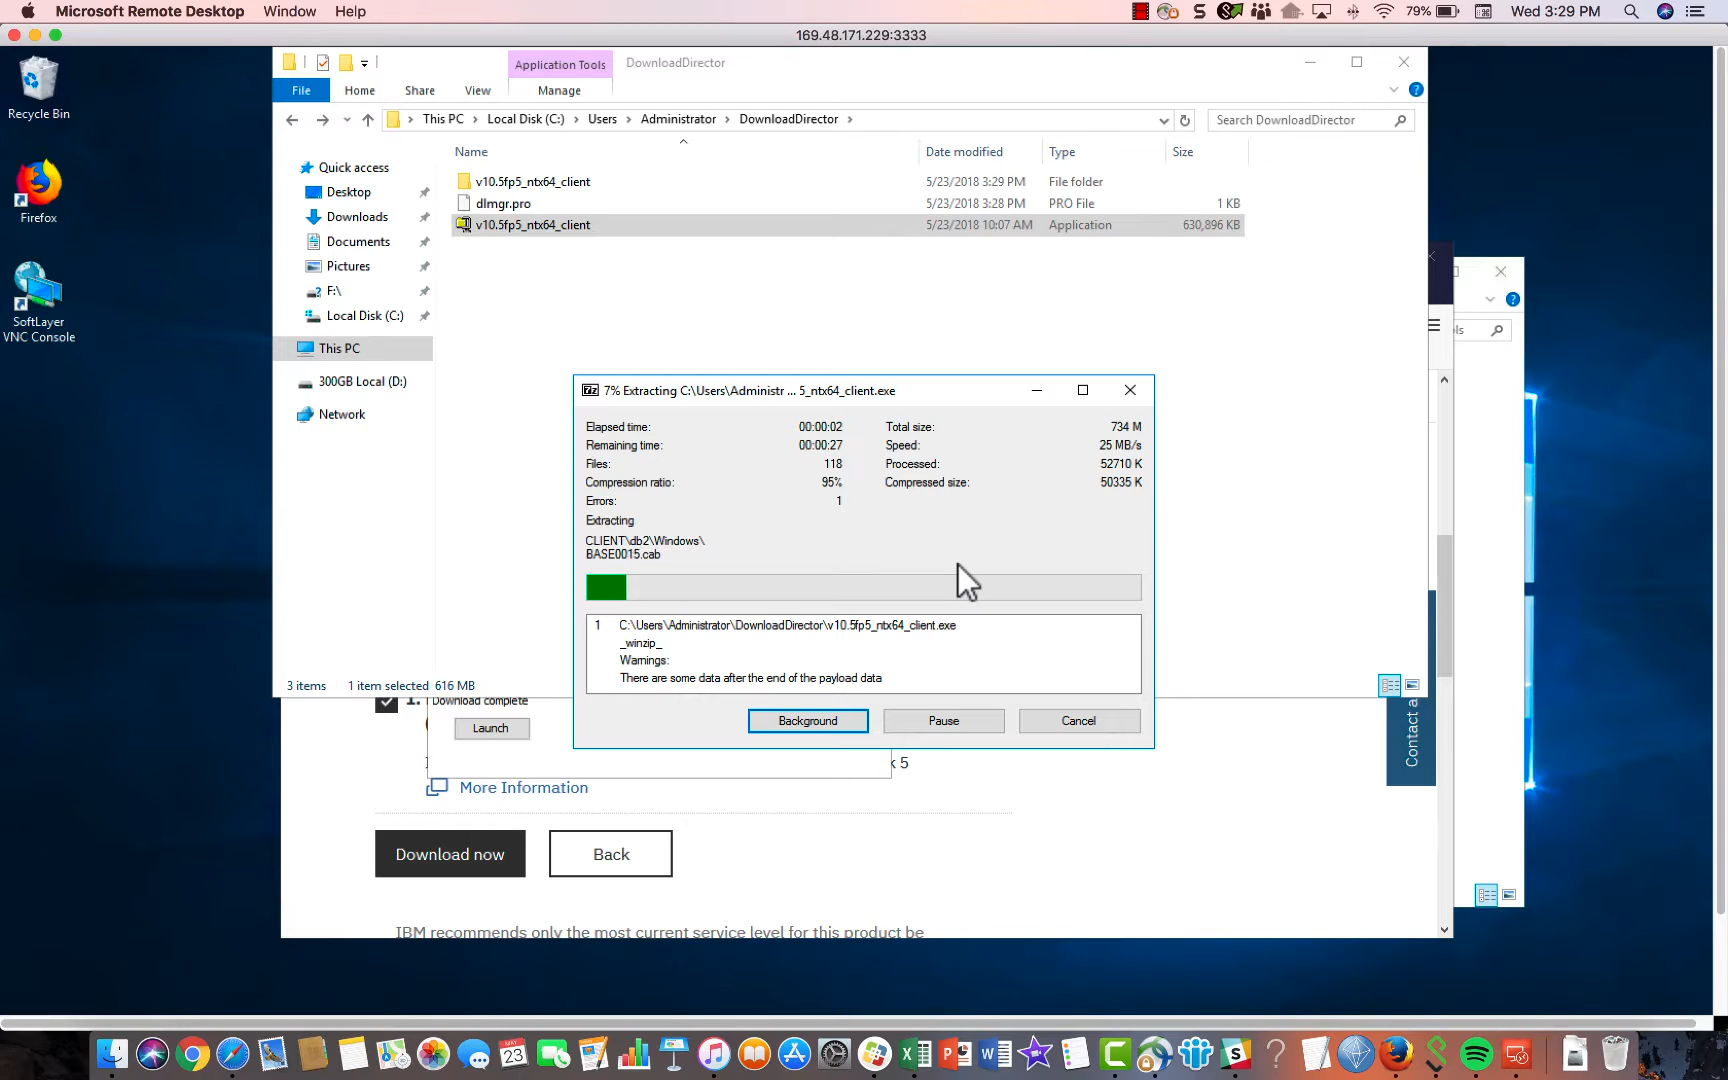 Microsoft Remote Desktop Window Help
79% Wed 3:29 PM
169.48.171.229:3333
Recycle Bin
Firefox
SoftLayer
VNC Console
Application Tools DownloadDirector
File Home Share View Manage
This PC Local Disk (C:) Users Administrator DownloadDirector
Search DownloadDirector
Name Date modified Type Size
v10.5fp5_ntx64_client 5/23/2018 3:29 PM File folder
dlmgr.pro 5/23/2018 3:28 PM PRO File 1 KB
v10.5fp5_ntx64_client 5/23/2018 10:07 AM Application 630,896 KB
Quick access
Desktop
Downloads
Documents
Pictures
F:\
Local Disk (C:)
This PC
300GB Local (D:)
Network
ls
7% Extracting C:\Users\Administr ... 5_ntx64_client.exe
Elapsed time: 00:00:02 Total size: 734 M
Remaining time: 00:00:27 Speed: 25 MB/s
Files: 118 Processed: 52710 K
Compression ratio: 95% Compressed size: 50335 K
Errors: 1
Extracting
CLIENT\db2\Windows\
BASE0015.cab
1 C:\Users\Administrator\DownloadDirector\v10.5fp5_ntx64_client.exe
_winzip_
Warnings:
There are some data after the end of the payload data
Background Pause Cancel
3 items 1 item selected 616 MB
1. Download complete
Launch
k 5
More Information
Download now Back
IBM recommends only the most current service level for this product be
Contact a
MAY
23